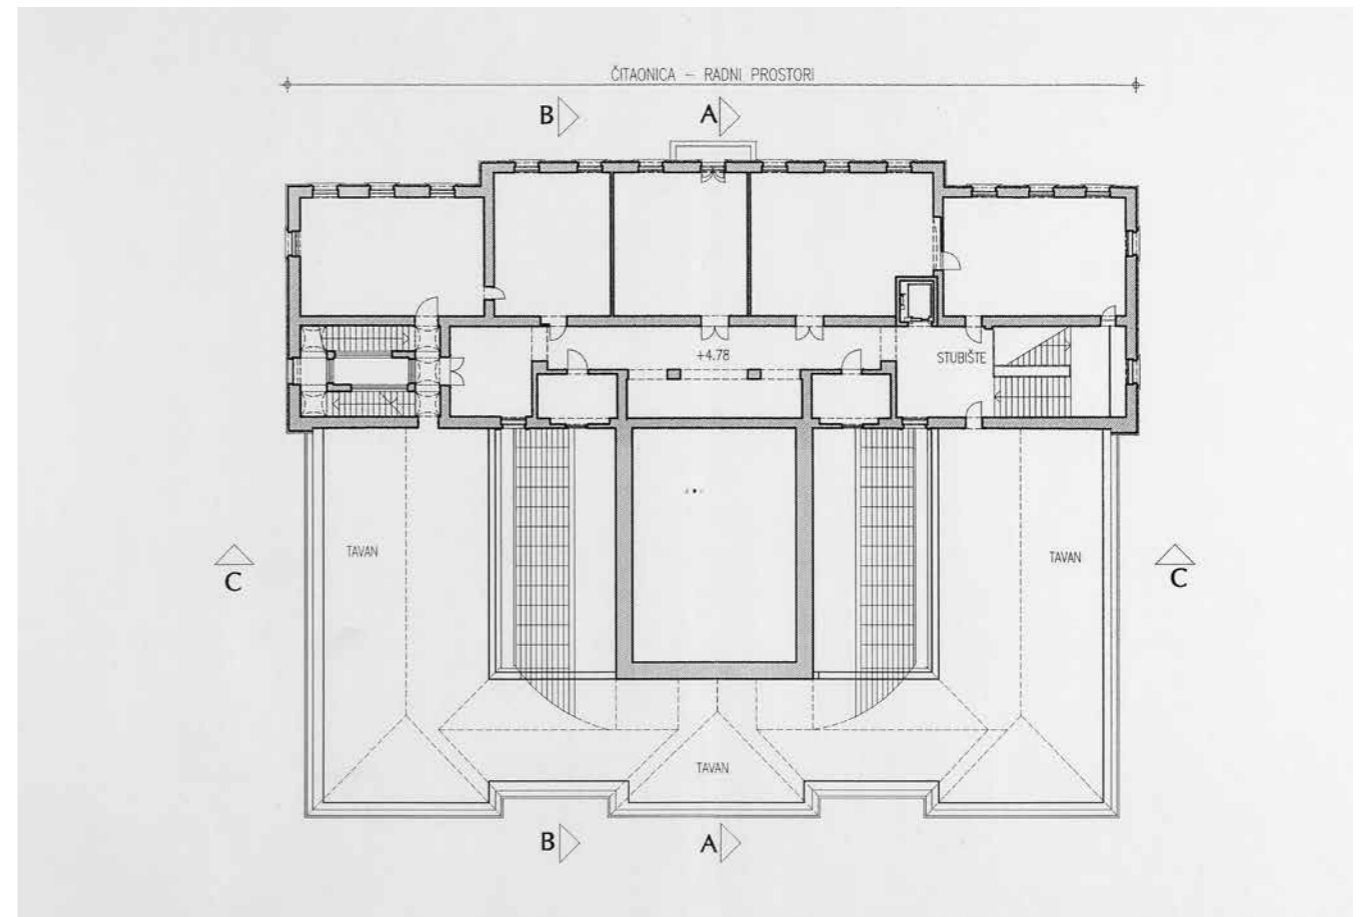 ČITAONICA – RADNI PROSTORI
B A
+4.78
STUBIŠTE
TAVAN TAVAN
C C
TAVAN
B A